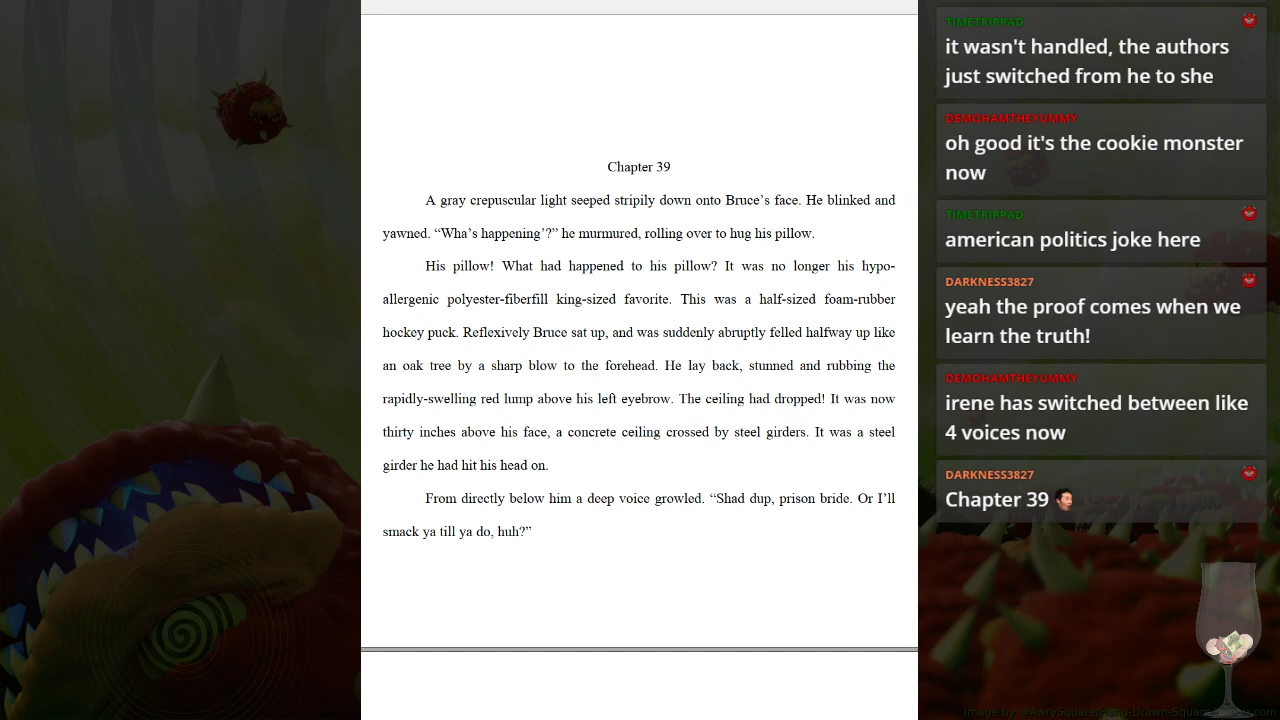 Chapter 39
A gray crepuscular light seeped stripily down onto Bruce’s face. He blinked and
yawned. “Wha’s happening’?” he murmured, rolling over to hug his pillow.
His pillow! What had happened to his pillow? It was no longer his hypo-
allergenic polyester-fiberfill king-sized favorite. This was a half-sized foam-rubber
hockey puck. Reflexively Bruce sat up, and was suddenly abruptly felled halfway up like
an oak tree by a sharp blow to the forehead. He lay back, stunned and rubbing the
rapidly-swelling red lump above his left eyebrow. The ceiling had dropped! It was now
thirty inches above his face, a concrete ceiling crossed by steel girders. It was a steel
girder he had hit his head on.
From directly below him a deep voice growled. “Shad dup, prison bride. Or I’ll
smack ya till ya do, huh?”
TIMETRIPPAD
it wasn't handled, the authors
just switched from he to she
DEMOHAMTHEYUMMY
oh good it's the cookie monster
now
TIMETRIPPAD
american politics joke here
DARKNESS3827
yeah the proof comes when we
learn the truth!
DEMOHAMTHEYUMMY
irene has switched between like
4 voices now
DARKNESS3827
Chapter 39
Image by